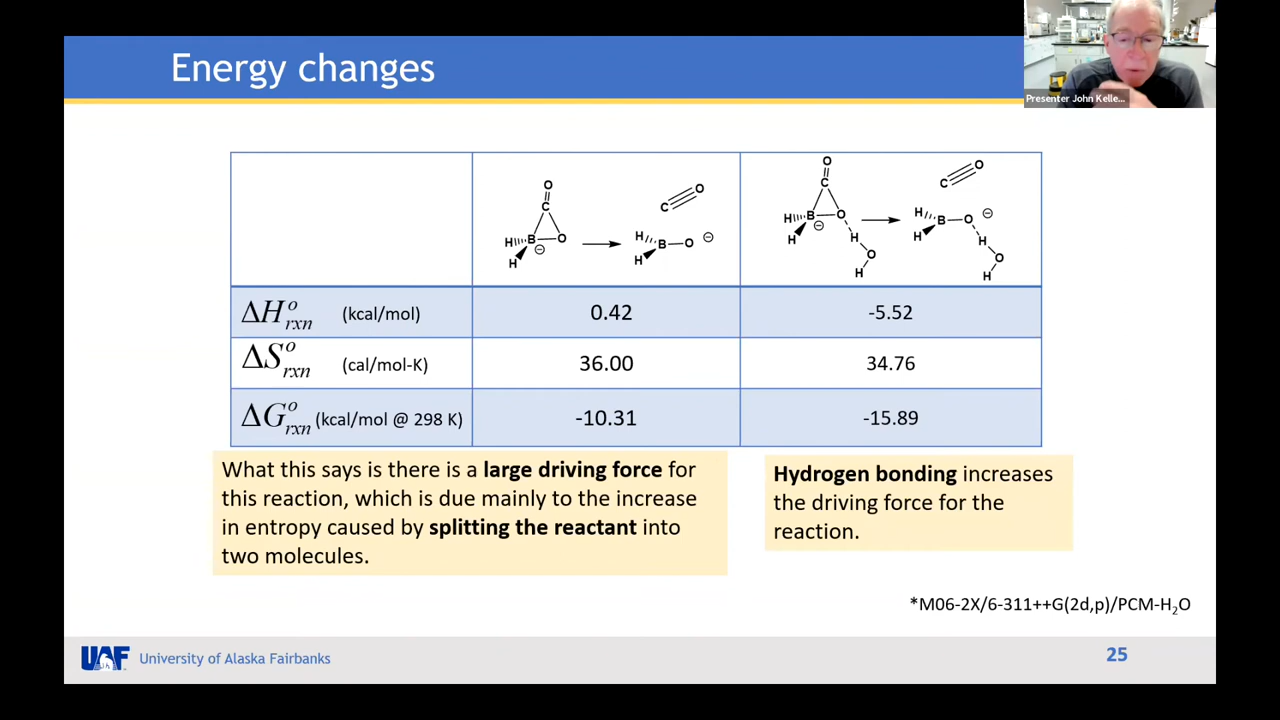 Energy changes
Presenter John Kelle...
O
C
H
B
O
H
⊖
C
O
H
B
O
⊖
H
O
C
H
B
O
H
⊖
H
O
H
C
O
H
B
O
⊖
H
H
O
H
ΔH°rxn (kcal/mol) 0.42 -5.52
ΔS°rxn (cal/mol-K) 36.00 34.76
ΔG°rxn (kcal/mol @ 298 K) -10.31 -15.89
What this says is there is a large driving force for
this reaction, which is due mainly to the increase
in entropy caused by splitting the reactant into
two molecules.
Hydrogen bonding increases
the driving force for the
reaction.
*M06-2X/6-311++G(2d,p)/PCM-H₂O
UAF University of Alaska Fairbanks
25